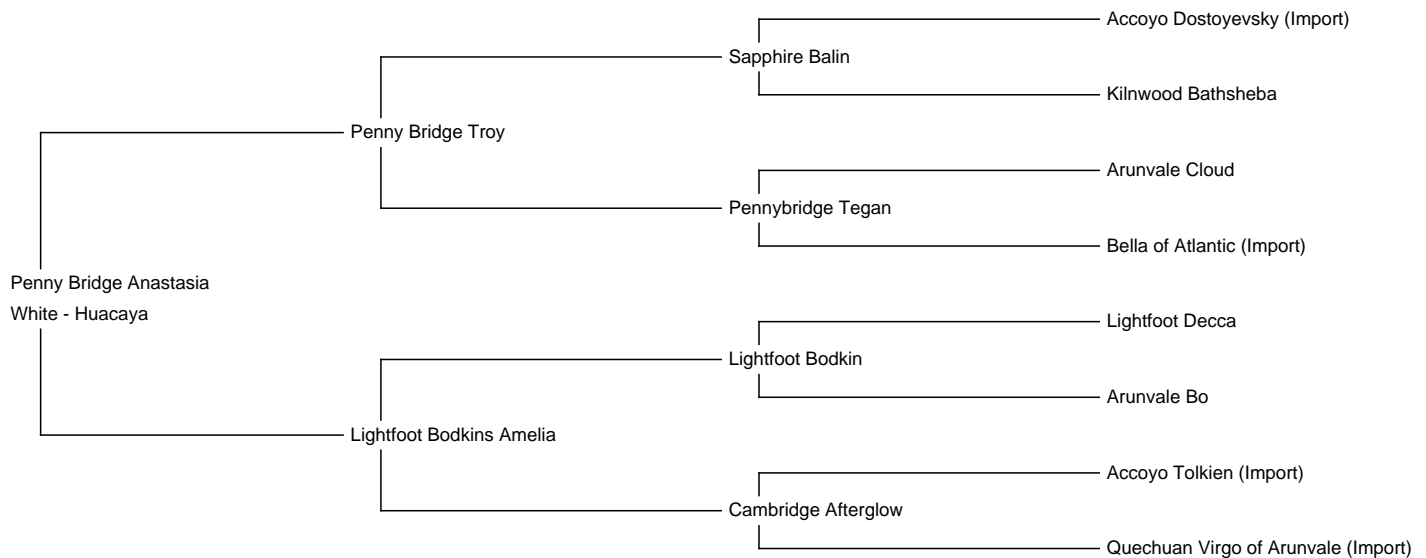 Accoyo Dostoyevsky (Import)
Sapphire Balin
Kilnwood Bathsheba
Penny Bridge Troy
Arunvale Cloud
Pennybridge Tegan
Bella of Atlantic (Import)
Penny Bridge Anastasia
White - Huacaya
Lightfoot Decca
Lightfoot Bodkin
Arunvale Bo
Lightfoot Bodkins Amelia
Accoyo Tolkien (Import)
Cambridge Afterglow
Quechuan Virgo of Arunvale (Import)